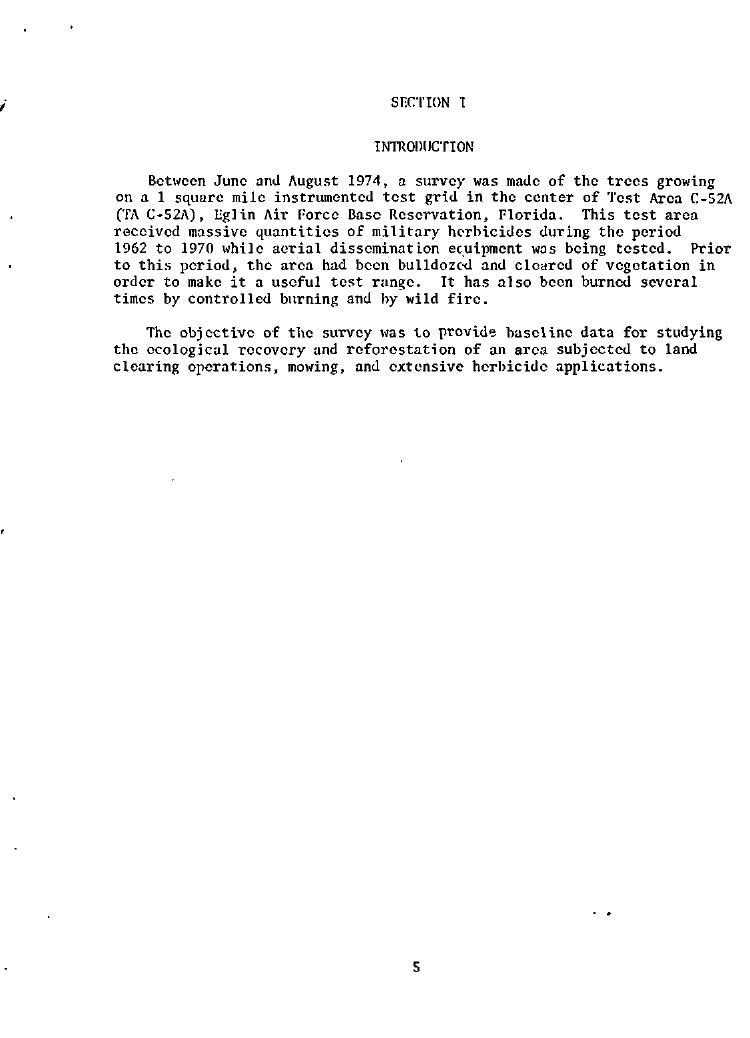 SECTION I
INTRODUCTION
Between June and August 1974, a survey was made of the trees growing
on a 1 square mile instrumented test grid in the center of Test Area C-52A
(TA C-52A), Eglin Air Force Base Reservation, Florida. This test area
received massive quantities of military herbicides during the period
1962 to 1970 while aerial dissemination equipment was being tested. Prior
to this period, the area had been bulldozed and cleared of vegetation in
order to make it a useful test range. It has also been burned several
times by controlled burning and by wild fire.
The objective of the survey was to provide baseline data for studying
the ecological recovery and reforestation of an area subjected to land
clearing operations, mowing, and extensive herbicide applications.
5